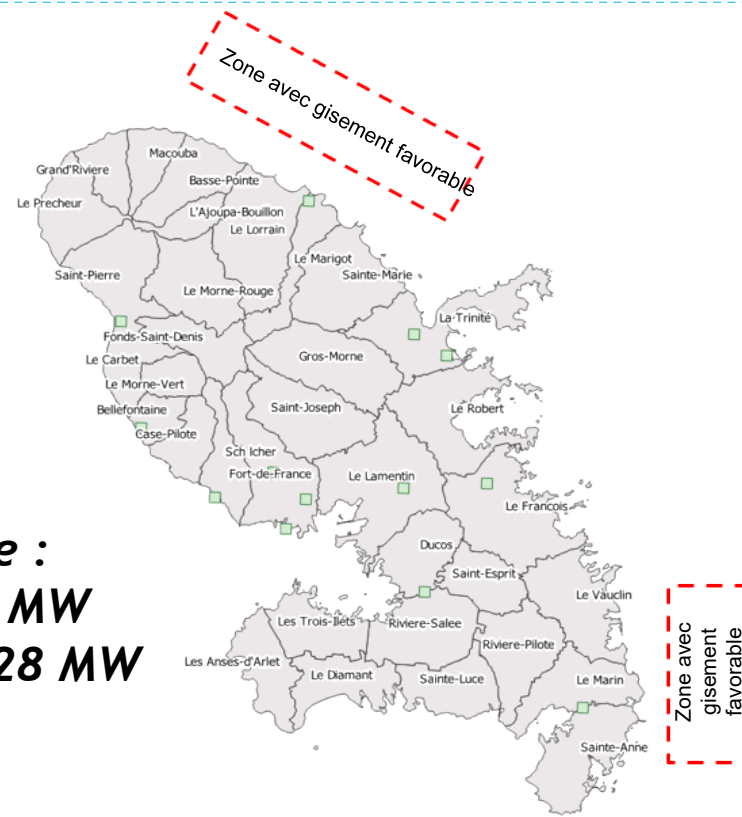 Zone avec gisement favorable
Macouba
Grand'Riviere
Basse-Pointe
Le Precheur
L'Ajoupa-Bouillon
Le Lorrain
Le Marigot
Saint-Pierre
Sainte-Marie
Le Morne-Rouge
La-Trinité
Fonds-Saint-Denis
Le Carbet
Gros-Morne
Le Morne-Vert
Bellefontaine
Saint-Joseph
Le Robert
Case-Pilote
Sch lcher
Fort-de-France
Le Lamentin
Le Francois
e :
Ducos
Saint-Esprit
MW
Le Vauclin
Les Trois-Ilets
Riviere-Salee
Riviere-Pilote
28 MW
Les Anses-d'Arlet
Le Diamant
Sainte-Luce
Le Marin
Zone avec
gisement
favorable
Sainte-Anne